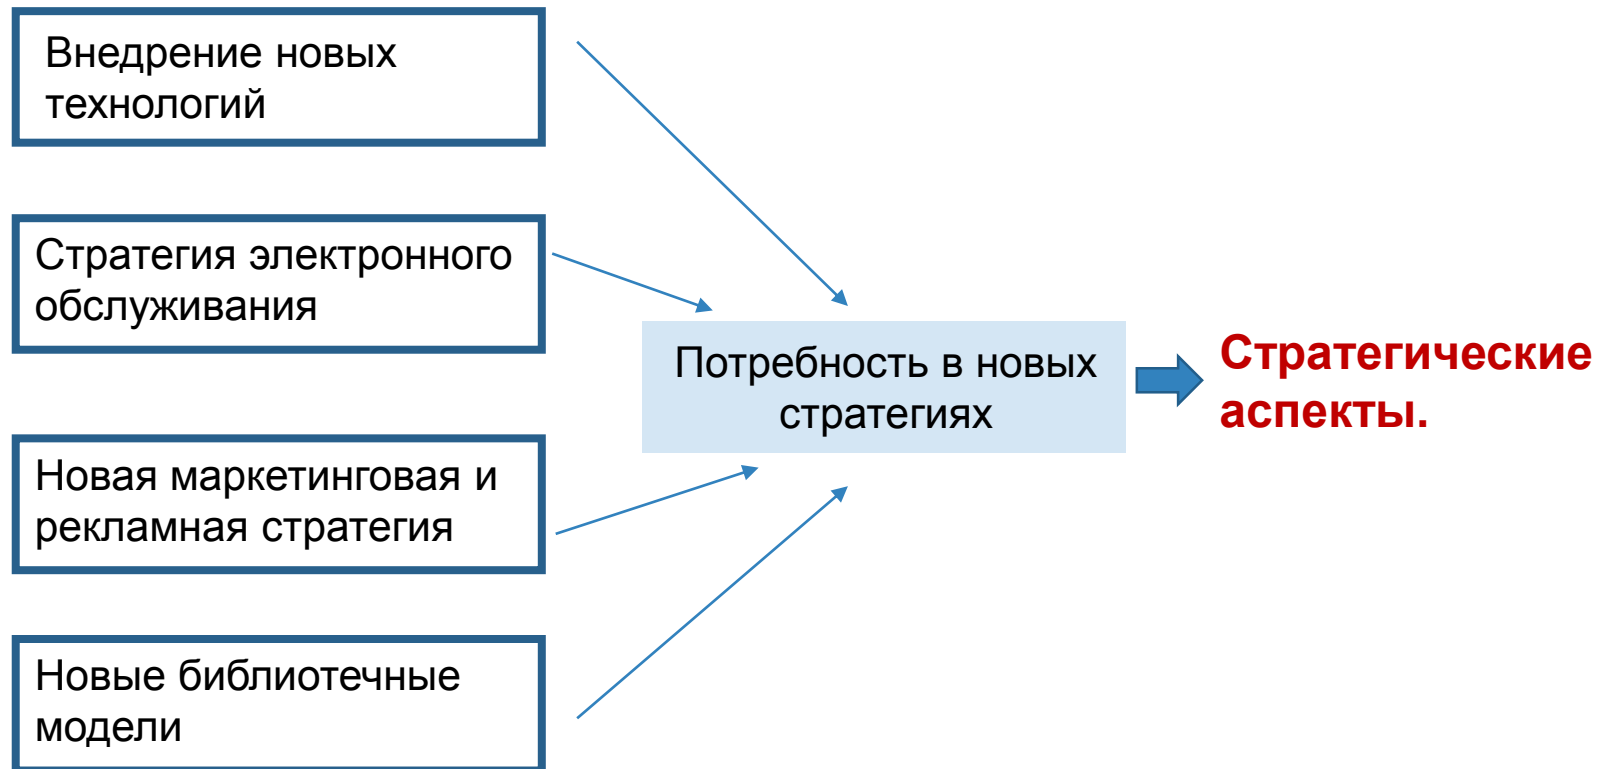 Внедрение новых
технологий
Стратегия электронного
обслуживания
Новая маркетинговая и
рекламная стратегия
Новые библиотечные
модели
Потребность в новых
стратегиях
Стратегические
аспекты.